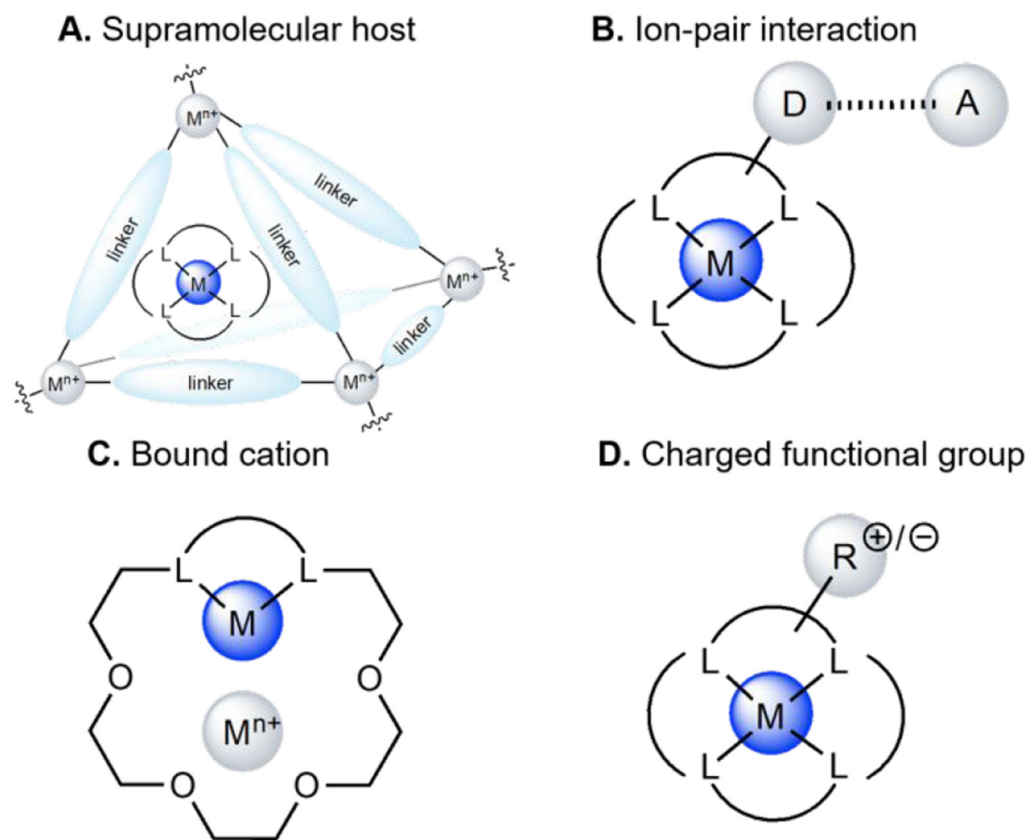 A. Supramolecular host
Mⁿ⁺
linker
linker
linker
L L
M
L L
Mⁿ⁺
linker
Mⁿ⁺
linker
Mⁿ⁺
B. Ion-pair interaction
D A
L L
M
L L
C. Bound cation
L L
M
O O
Mⁿ⁺
O O
D. Charged functional group
R ⊕/⊖
L L
M
L L